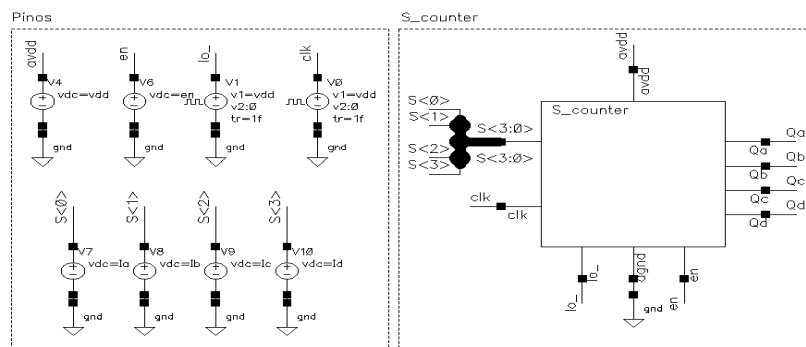 Pinos
S_counter
avdd
en
lo_
clk
V4
vdc=vdd
gnd
V6
vdc=en
gnd
V1
v1=vdd
v2:0
tr=1f
gnd
V0
v1=vdd
v2:0
tr=1f
gnd
S<0>
S<1>
S<2>
S<3>
V7
vdc=Ia
gnd
V8
vdc=Ib
gnd
V9
vdc=Ic
gnd
V10
vdc=Id
gnd
avdd
avdd
S_counter
S<0>
S<1>
S<2>
S<3>
S<3:0>
S<3:0>
clk
clk
Qa
Qa
Qb
Qb
Qc
Qc
Qd
Qd
lo_
lo_
agnd
gnd
en
en